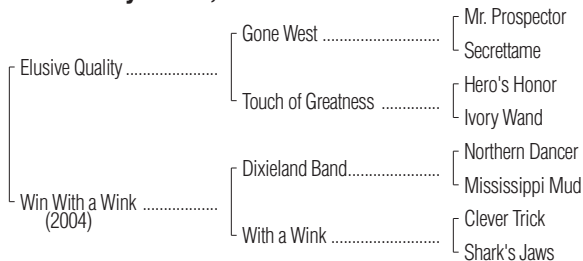 Mr. Prospector
Gone West ....................
Secrettame
Elusive Quality .....................
Hero's Honor
Touch of Greatness ..............
Ivory Wand
Northern Dancer
Dixieland Band.....................
Mississippi Mud
Win With a Wink .................
(2004)
Clever Trick
With a Wink .........................
Shark's Jaws